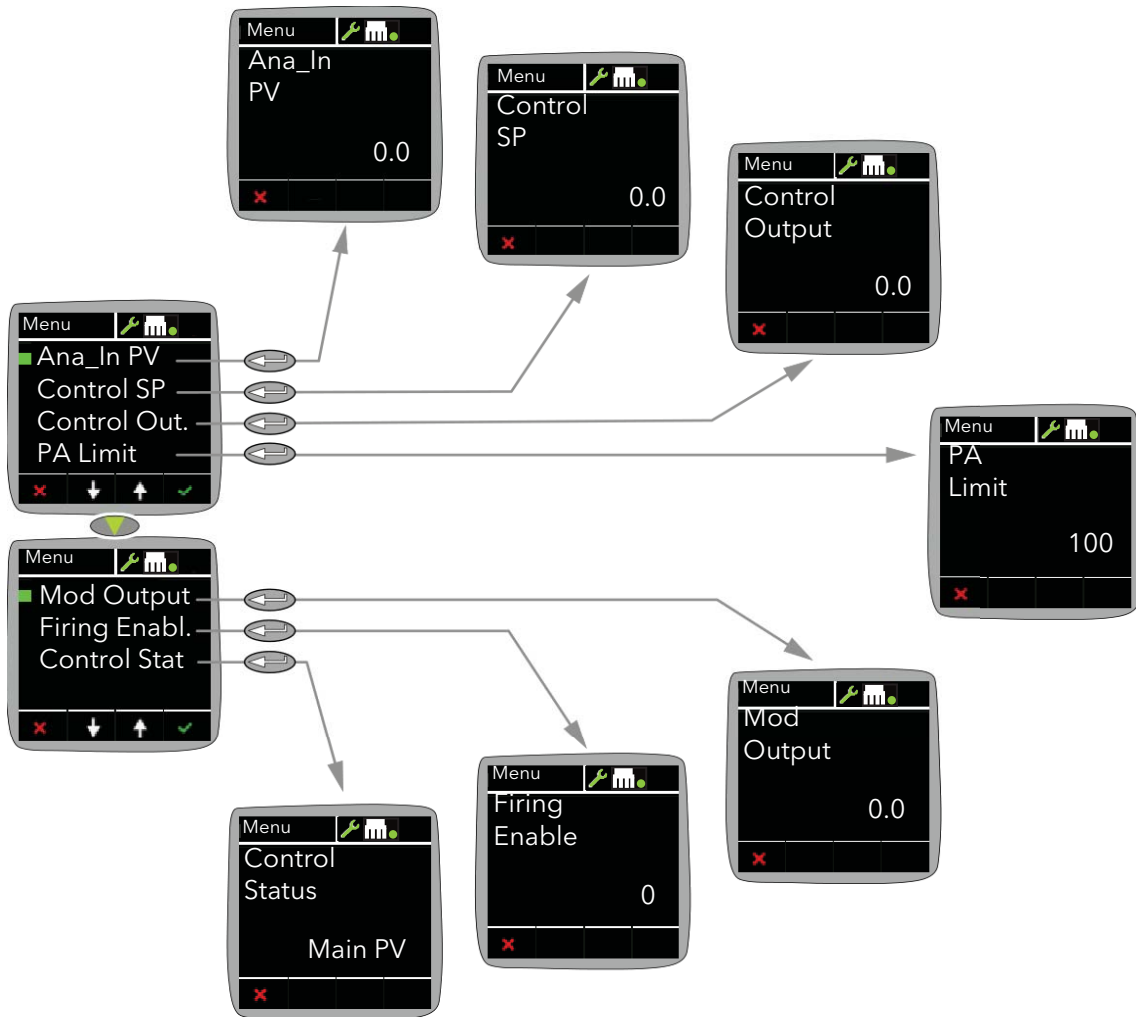 Menu
Ana_In
PV
0.0
Menu
Control
SP
0.0
Menu
Control
Output
0.0
Menu
Ana_In PV
Control SP
Control Out.
PA Limit
Menu
PA
Limit
100
Menu
Mod Output
Firing Enabl.
Control Stat
Menu
Mod
Output
0.0
Menu
Firing
Enable
0
Menu
Control
Status
Main PV